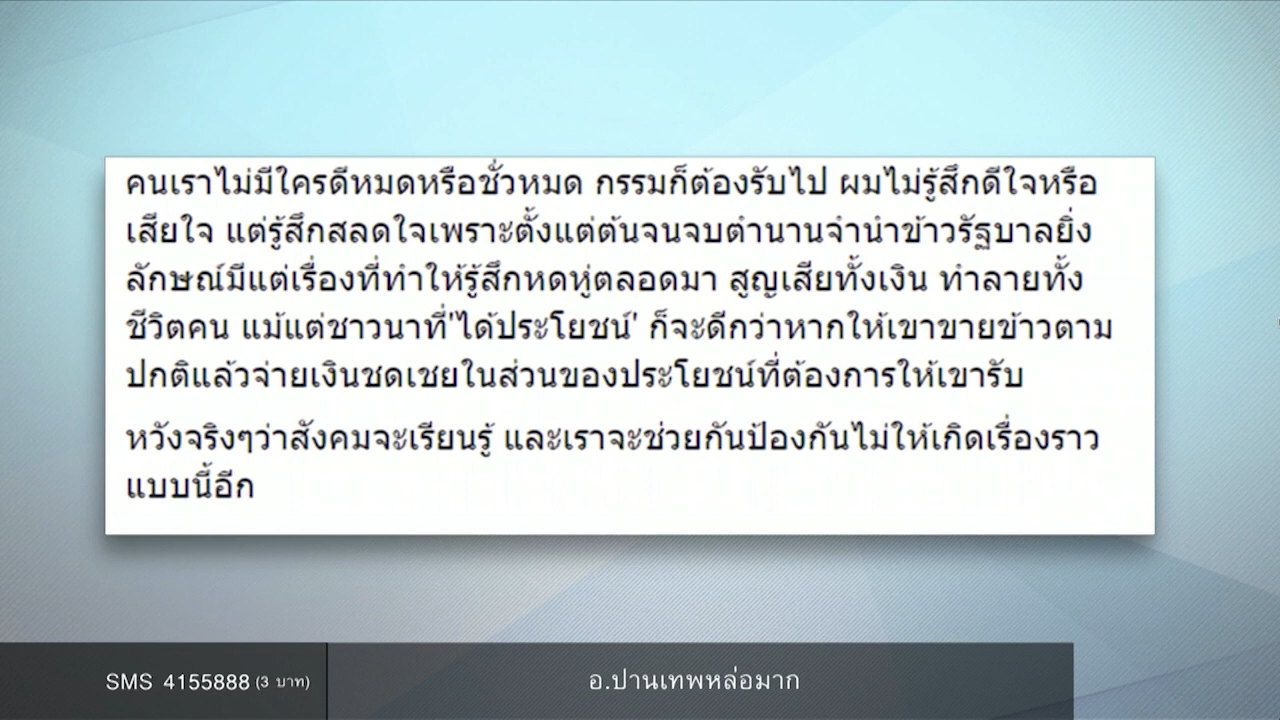 คนเราไม่มีใครดีหมดหรือชั่วหมด กรรมก็ต้องรับไป ผมไม่รู้สึกดีใจหรือ
เสียใจ แต่รู้สึกสลดใจเพราะตั้งแต่ต้นจนจบตำนานจำนำข้าวรัฐบาลยิ่ง
ลักษณ์มีแต่เรื่องที่ทำให้รู้สึกหดหู่ตลอดมา สูญเสียทั้งเงิน ทำลายทั้ง
ชีวิตคน แม้แต่ชาวนาที่'ได้ประโยชน์' ก็จะดีกว่าหากให้เขาขายข้าวตาม
ปกติแล้วจ่ายเงินชดเชยในส่วนของประโยชน์ที่ต้องการให้เขารับ
หวังจริงๆว่าสังคมจะเรียนรู้ และเราจะช่วยกันป้องกันไม่ให้เกิดเรื่องราว
แบบนี้อีก
SMS 4155888 (3 บาท) อ.ปานเทพหล่อมาก